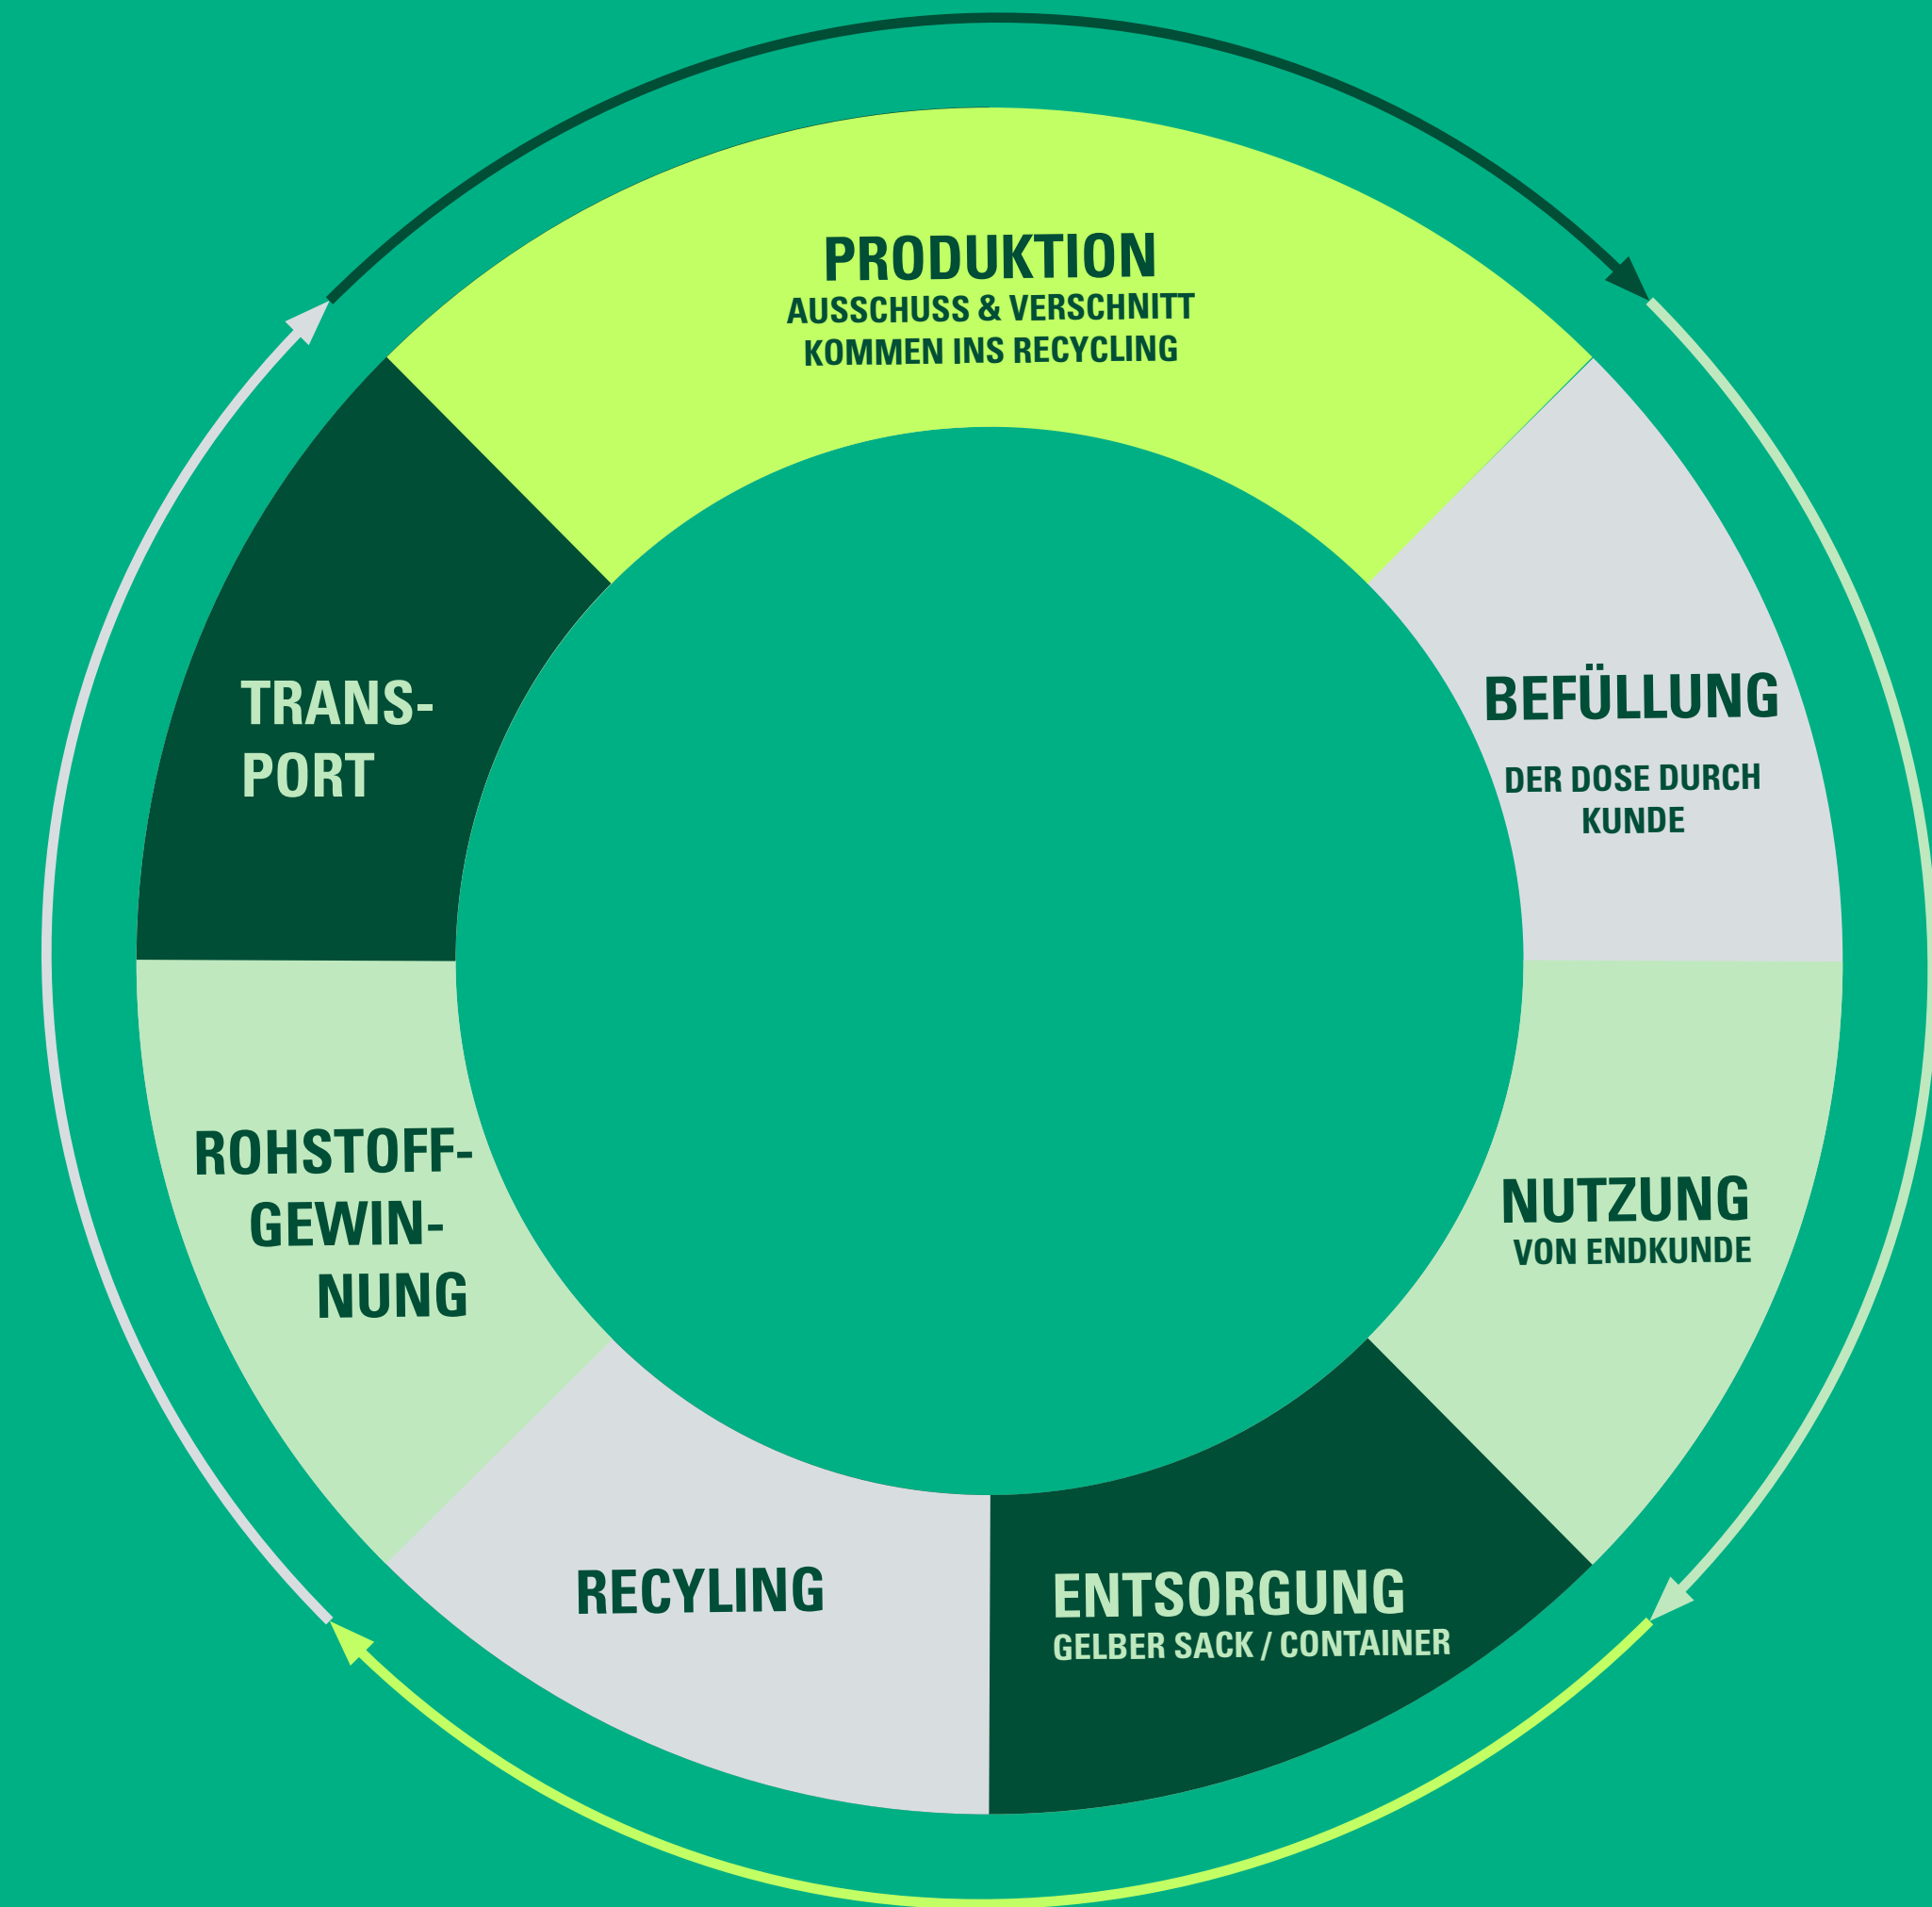 PRODUKTION
AUSSCHUSS & VERSCHNITT
KOMMEN INS RECYCLING
BEFÜLLUNG
DER DOSE DURCH
KUNDE
NUTZUNG
VON ENDKUNDE
ENTSORGUNG
GELBER SACK / CONTAINER
RECYLING
ROHSTOFF-
GEWIN-
NUNG
TRANS-
PORT